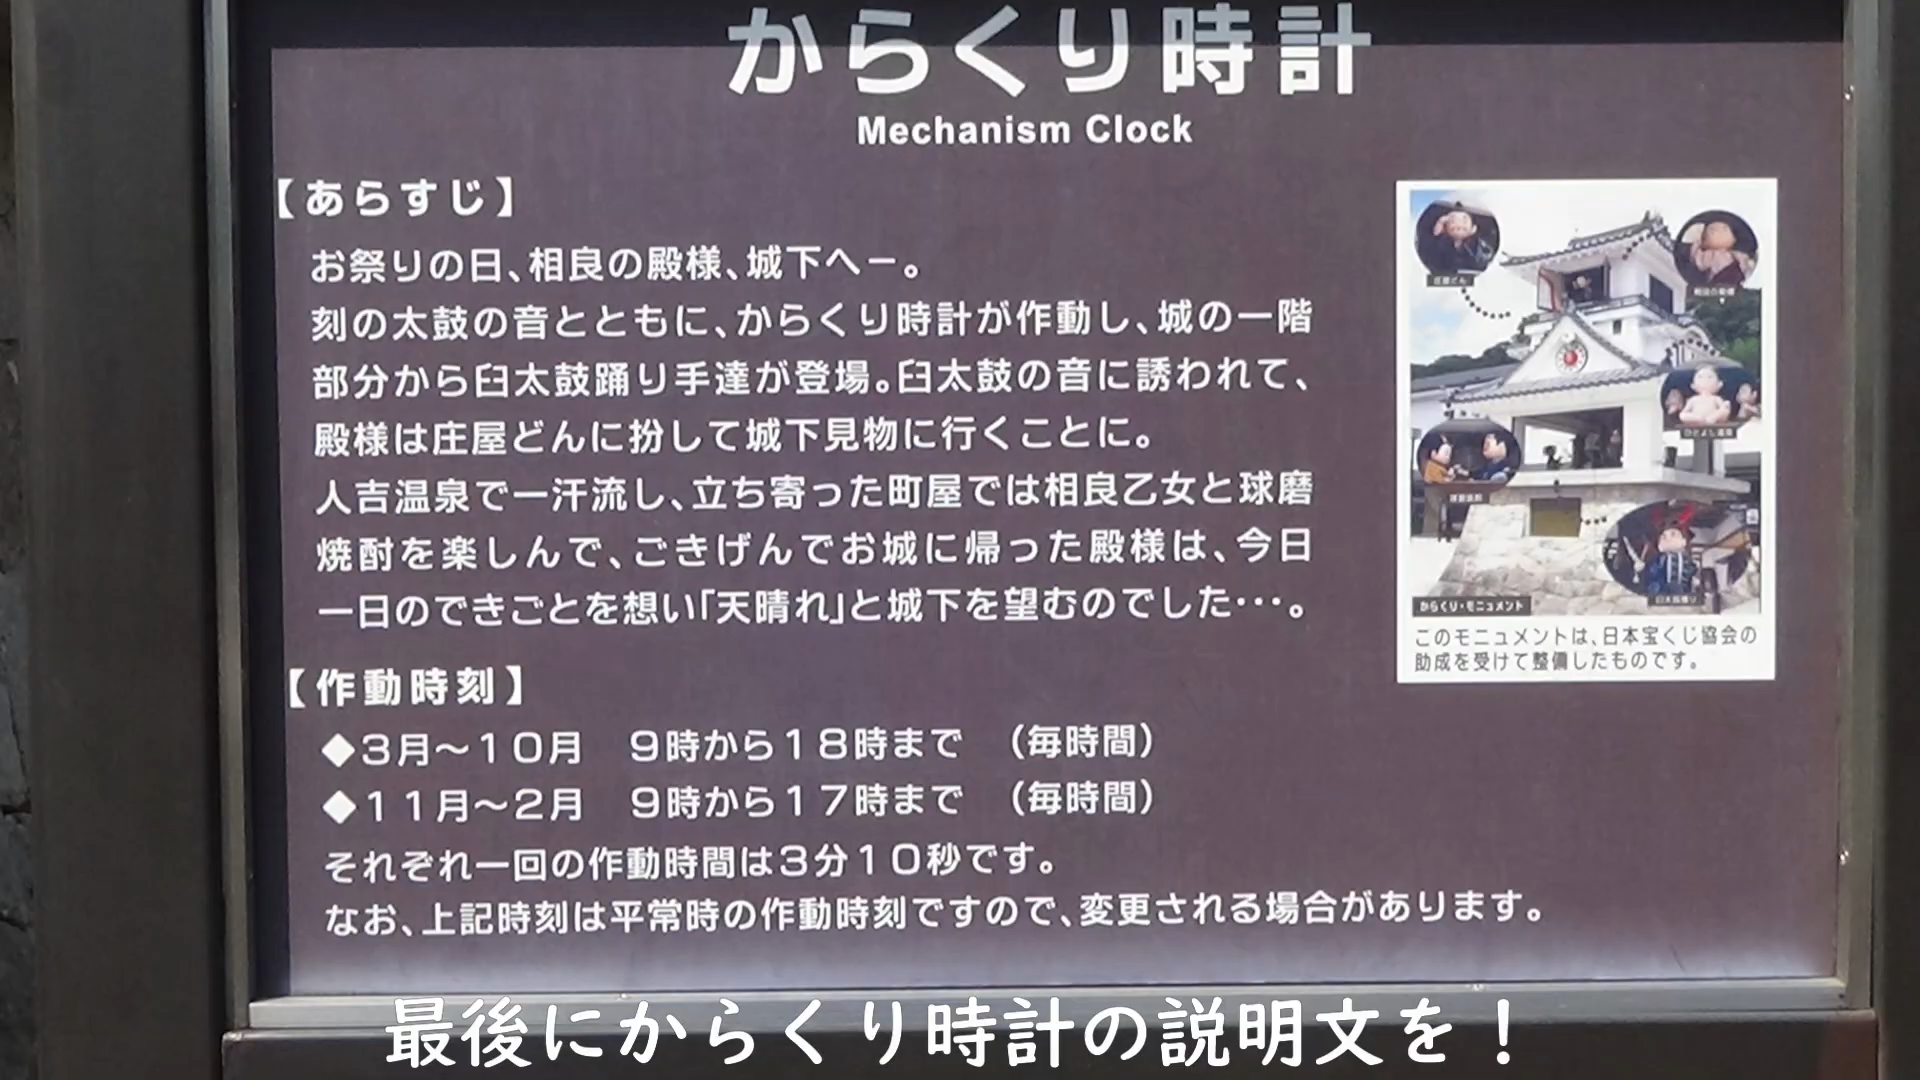 からくり時計
Mechanism Clock
【あらすじ】
お祭りの日、相良の殿様、城下へー。
刻の太鼓の音とともに、からくり時計が作動し、城の一階
部分から臼太鼓踊り手達が登場。臼太鼓の音に誘われて、
殿様は庄屋どんに扮して城下見物に行くことに。
人吉温泉で一汗流し、立ち寄った町屋では相良乙女と球磨
焼酎を楽しんで、ごきげんでお城に帰った殿様は、今日
一日のできごとを想い「天晴れ」と城下を望むのでした･･･。
からくり・モニュメント
このモニュメントは、日本宝くじ協会の
助成を受けて整備したものです。
【作動時刻】
◆３月～１０月　９時から１８時まで　（毎時間）
◆１１月～２月　９時から１７時まで　（毎時間）
それぞれ一回の作動時間は３分１０秒です。
なお、上記時刻は平常時の作動時刻ですので、変更される場合があります。
最後にからくり時計の説明文を！